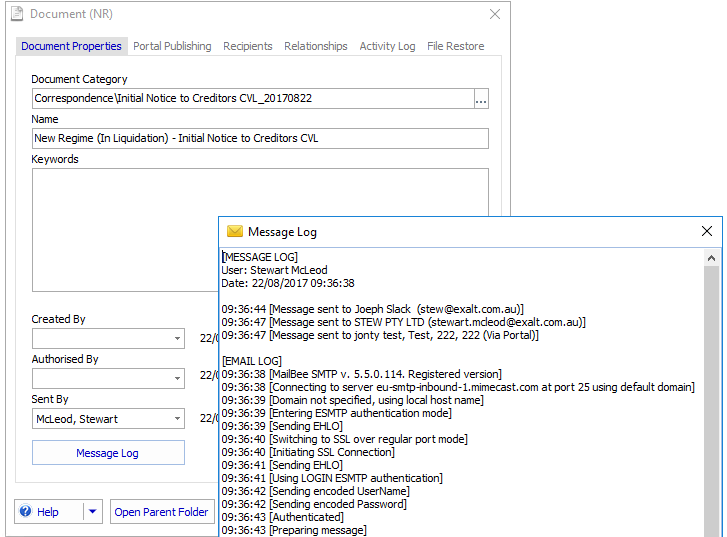 Document (NR)
Document Properties Portal Publishing Recipients Relationships Activity Log File Restore
Document Category
Correspondence\Initial Notice to Creditors CVL_20170822
...
Name
New Regime (In Liquidation) - Initial Notice to Creditors CVL
Keywords
Created By
22/0
Authorised By
22/0
Sent By
McLeod, Stewart
22/0
Message Log
Help
Open Parent Folder
Message Log
[MESSAGE LOG]
User: Stewart McLeod
Date: 22/08/2017 09:36:38
09:36:44 [Message sent to Joeph Slack (stew@exalt.com.au)]
09:36:47 [Message sent to STEW PTY LTD (stewart.mcleod@exalt.com.au)]
09:36:47 [Message sent to jonty test, Test, 222, 222 (Via Portal)]
[EMAIL LOG]
09:36:38 [MailBee SMTP v. 5.5.0.114. Registered version]
09:36:38 [Connecting to server eu-smtp-inbound-1.mimecast.com at port 25 using default domain]
09:36:39 [Domain not specified, using local host name]
09:36:39 [Entering ESMTP authentication mode]
09:36:39 [Sending EHLO]
09:36:40 [Switching to SSL over regular port mode]
09:36:40 [Initiating SSL Connection]
09:36:41 [Sending EHLO]
09:36:41 [Using LOGIN ESMTP authentication]
09:36:42 [Sending encoded UserName]
09:36:42 [Sending encoded Password]
09:36:43 [Authenticated]
09:36:43 [Preparing message]